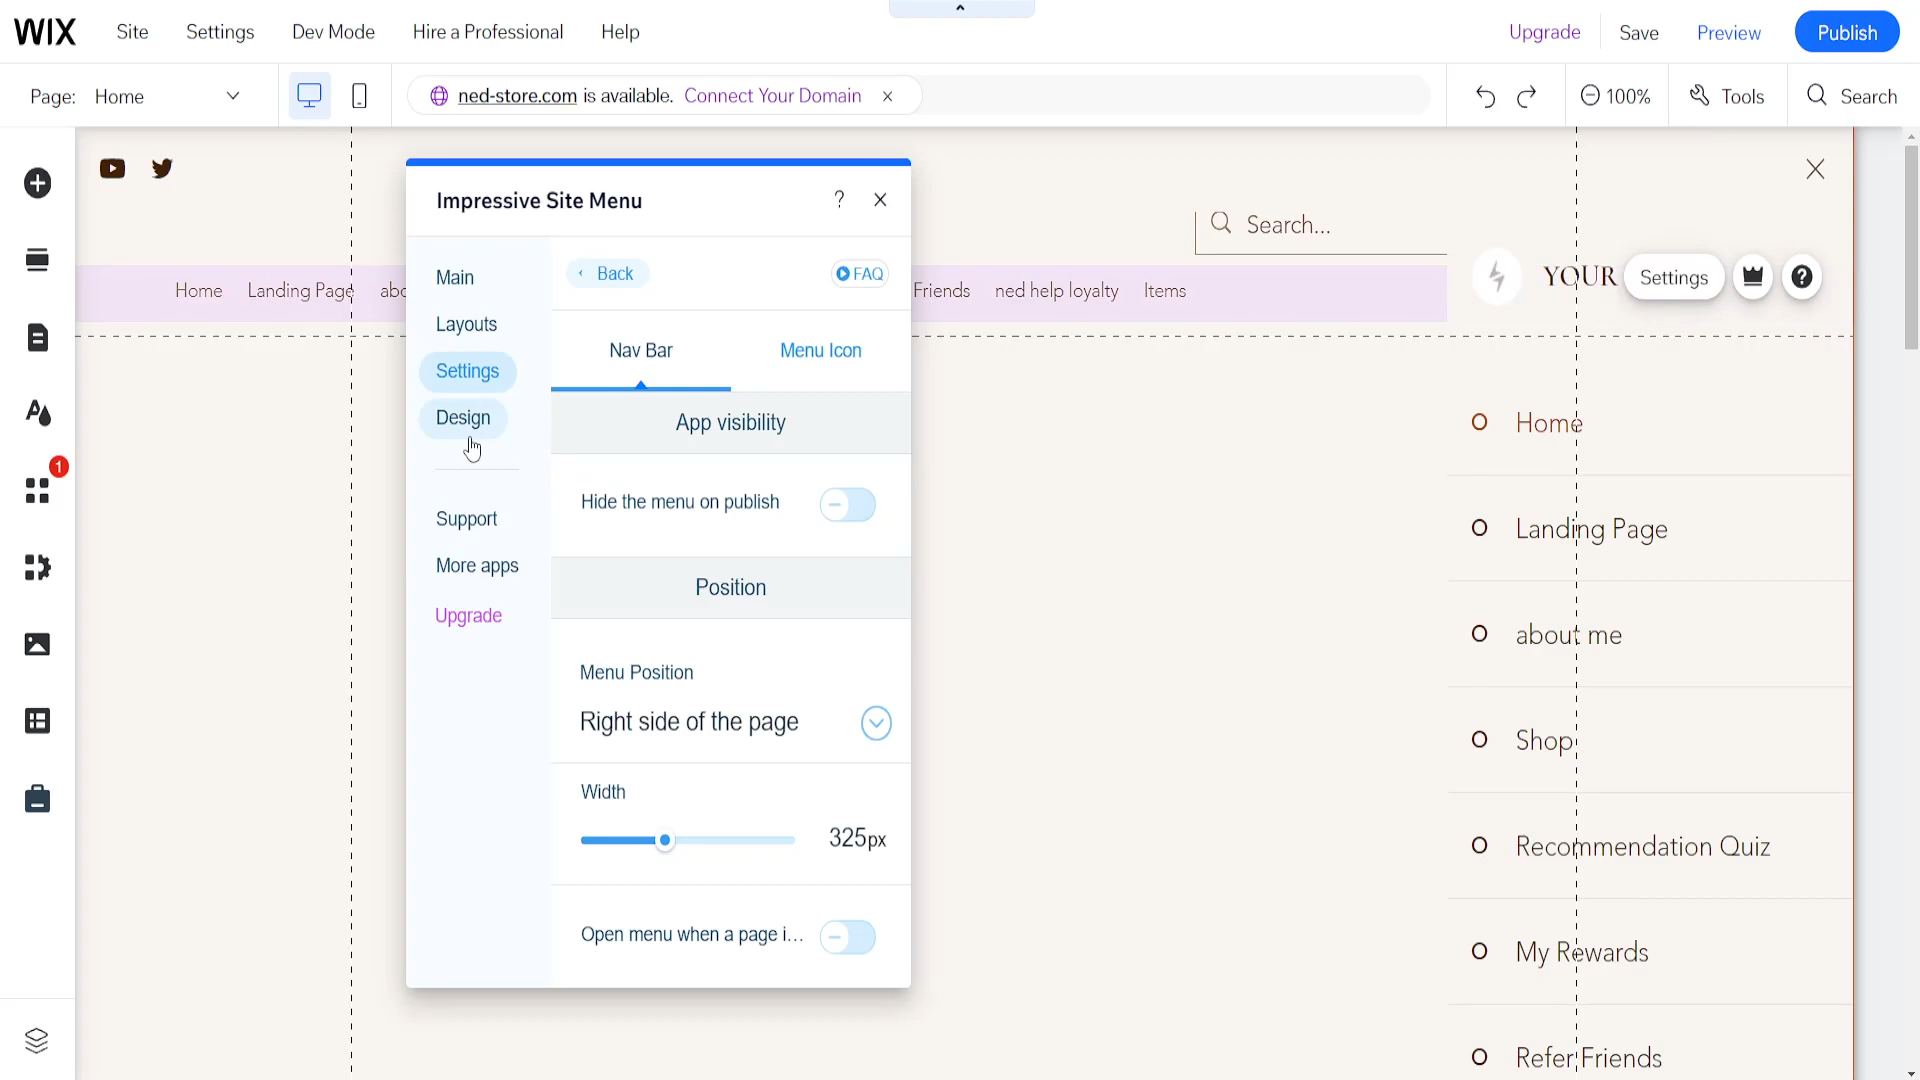 WIX Site Settings Dev Mode Hire a Professional Help Upgrade Save Preview Publish
Page: Home ned-store.com is available. Connect Your Domain 100% Tools Search
Impressive Site Menu ?
Search...
Main
Back
FAQ
YOUR
Settings
Home Landing Page abo Friends ned help loyalty Items
Layouts
Nav Bar Menu Icon
Settings
Design
App visibility
Home
Hide the menu on publish
Support
Landing Page
More apps
Position
Upgrade
about me
Menu Position
Right side of the page
Shop
Width
325px
Recommendation Quiz
Open menu when a page i...
My Rewards
Refer Friends
1